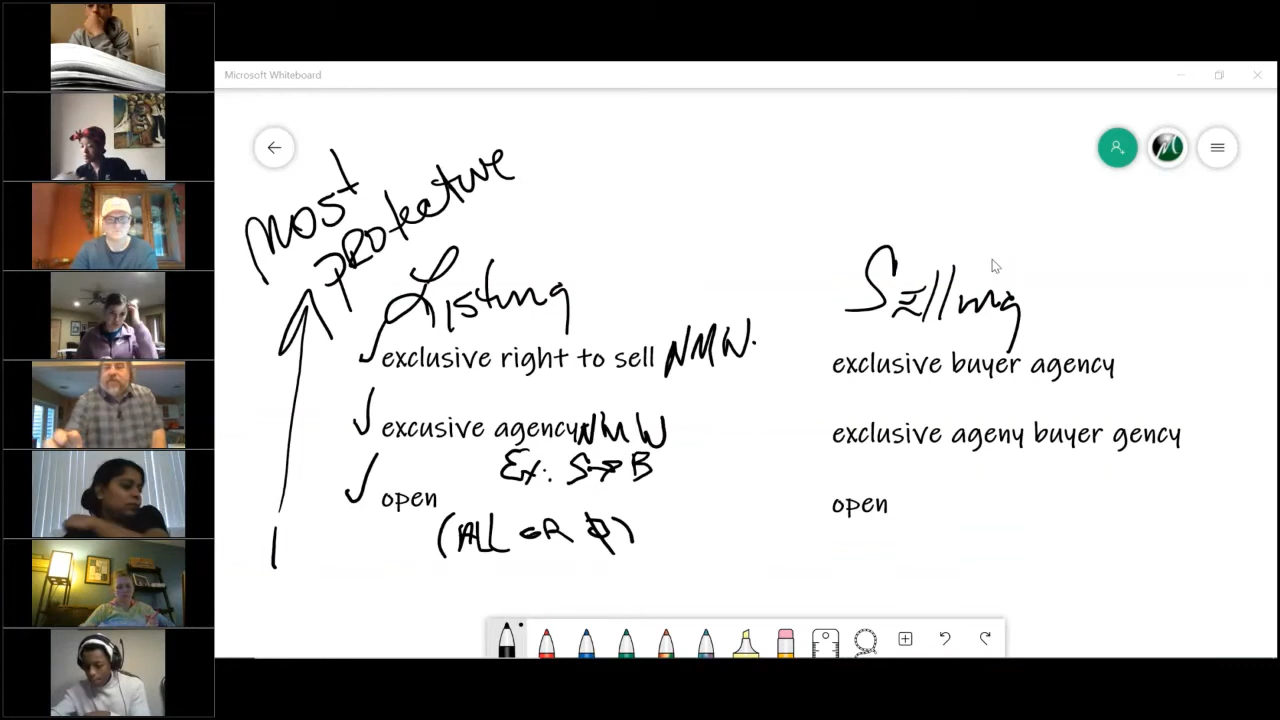 Microsoft Whiteboard
most
protective
Listing
exclusive right to sell NMW.
excusive agency NMW
Ex: S→B
open
(ALL OR Φ)
Selling
exclusive buyer agency
exclusive ageny buyer gency
open